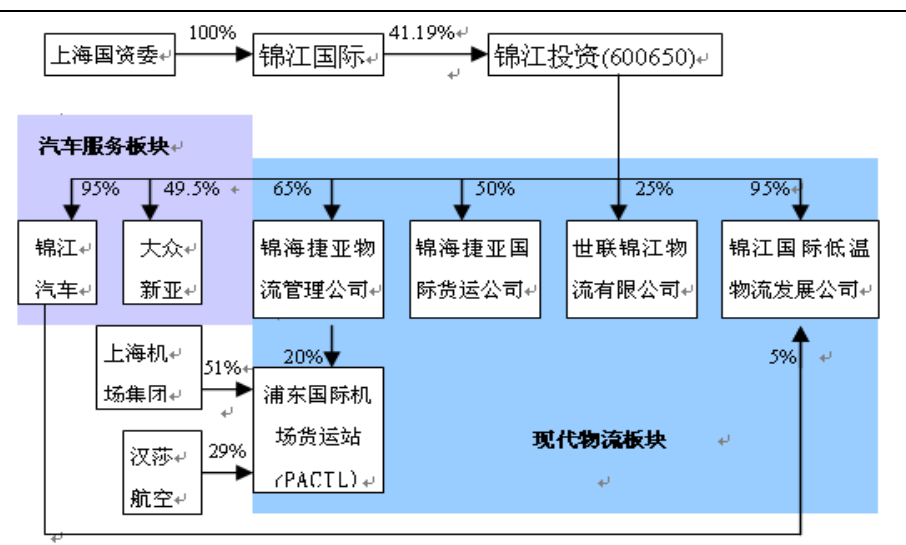 上海国资委
100%
锦江国际
41.19%
锦江投资(600650)
汽车服务板块
95%
49.5%
65%
50%
25%
95%
锦江
汽车
大众
新亚
锦海捷亚物
流管理公司
锦海捷亚国
际货运公司
世联锦江物
流有限公司
锦江国际低温
物流发展公司
上海机
场集团
51%
20%
5%
浦东国际机
场货运站
(PACTL)
汉莎
航空
29%
现代物流板块